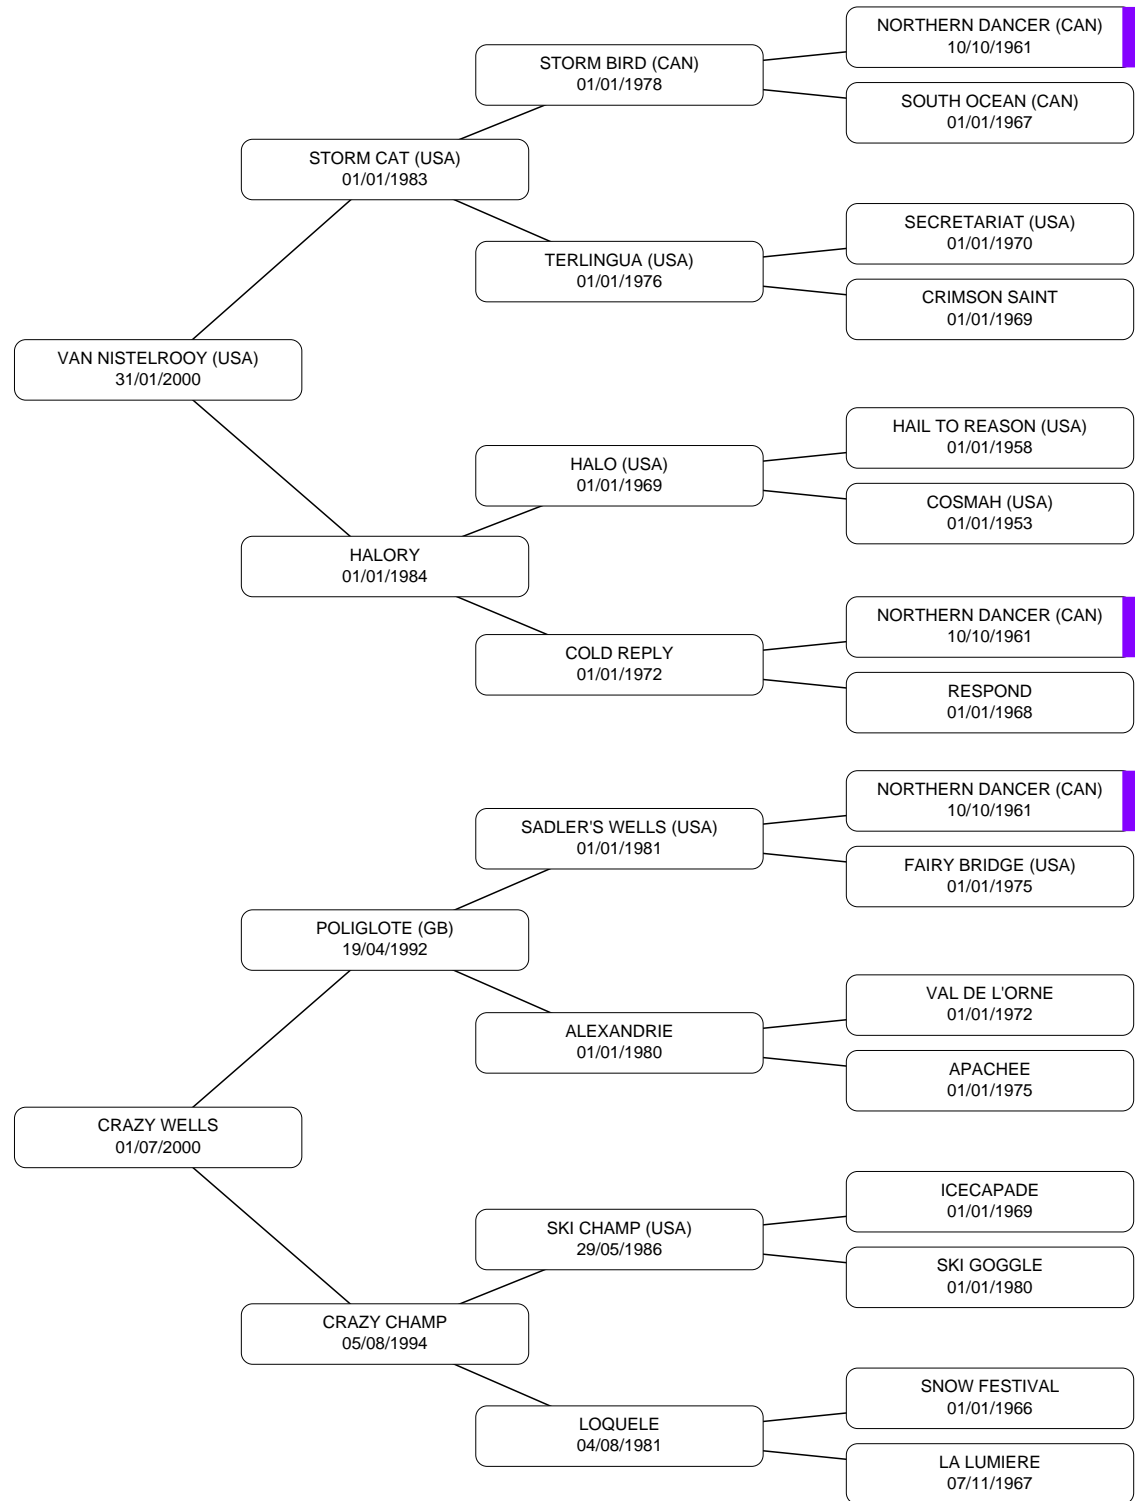 NORTHERN DANCER (CAN)
10/10/1961
STORM BIRD (CAN)
01/01/1978
SOUTH OCEAN (CAN)
01/01/1967
STORM CAT (USA)
01/01/1983
SECRETARIAT (USA)
01/01/1970
TERLINGUA (USA)
01/01/1976
CRIMSON SAINT
01/01/1969
VAN NISTELROOY (USA)
31/01/2000
HAIL TO REASON (USA)
01/01/1958
HALO (USA)
01/01/1969
COSMAH (USA)
01/01/1953
HALORY
01/01/1984
NORTHERN DANCER (CAN)
10/10/1961
COLD REPLY
01/01/1972
RESPOND
01/01/1968
NORTHERN DANCER (CAN)
10/10/1961
SADLER'S WELLS (USA)
01/01/1981
FAIRY BRIDGE (USA)
01/01/1975
POLIGLOTE (GB)
19/04/1992
VAL DE L'ORNE
01/01/1972
ALEXANDRIE
01/01/1980
APACHEE
01/01/1975
CRAZY WELLS
01/07/2000
ICECAPADE
01/01/1969
SKI CHAMP (USA)
29/05/1986
SKI GOGGLE
01/01/1980
CRAZY CHAMP
05/08/1994
SNOW FESTIVAL
01/01/1966
LOQUELE
04/08/1981
LA LUMIERE
07/11/1967